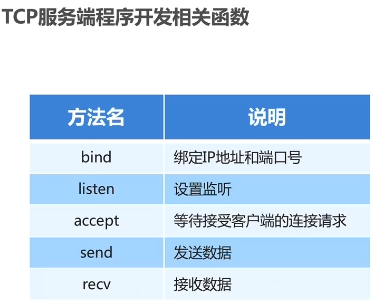 TCP服务端程序开发相关函数
方法名 说明
bind 绑定IP地址和端口号
listen 设置监听
accept 等待接受客户端的连接请求
send 发送数据
recv 接收数据